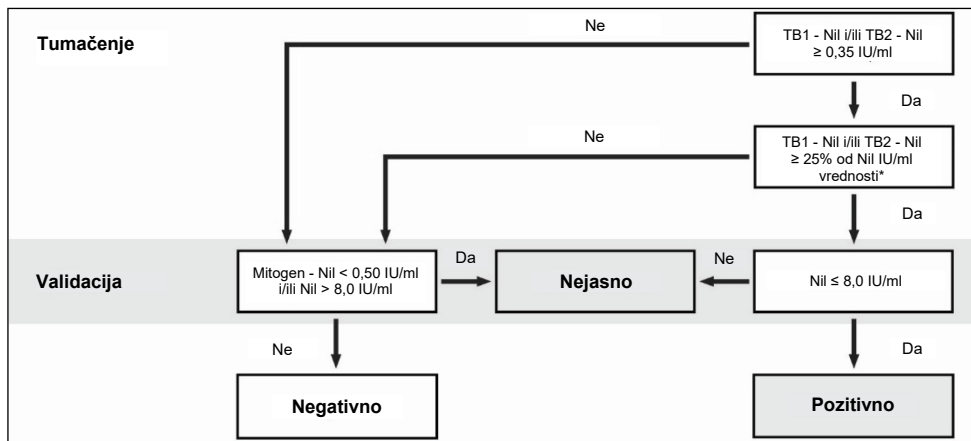 Tumačenje
Ne
TB1 - Nil i/ili TB2 - Nil
≥ 0,35 IU/ml
Da
Ne
TB1 - Nil i/ili TB2 - Nil
≥ 25% od Nil IU/ml
vrednosti*
Da
Validacija
Mitogen - Nil < 0,50 IU/ml
i/ili Nil > 8,0 IU/ml
Da
Nejasno
Ne
Nil ≤ 8,0 IU/ml
Ne
Da
Negativno
Pozitivno